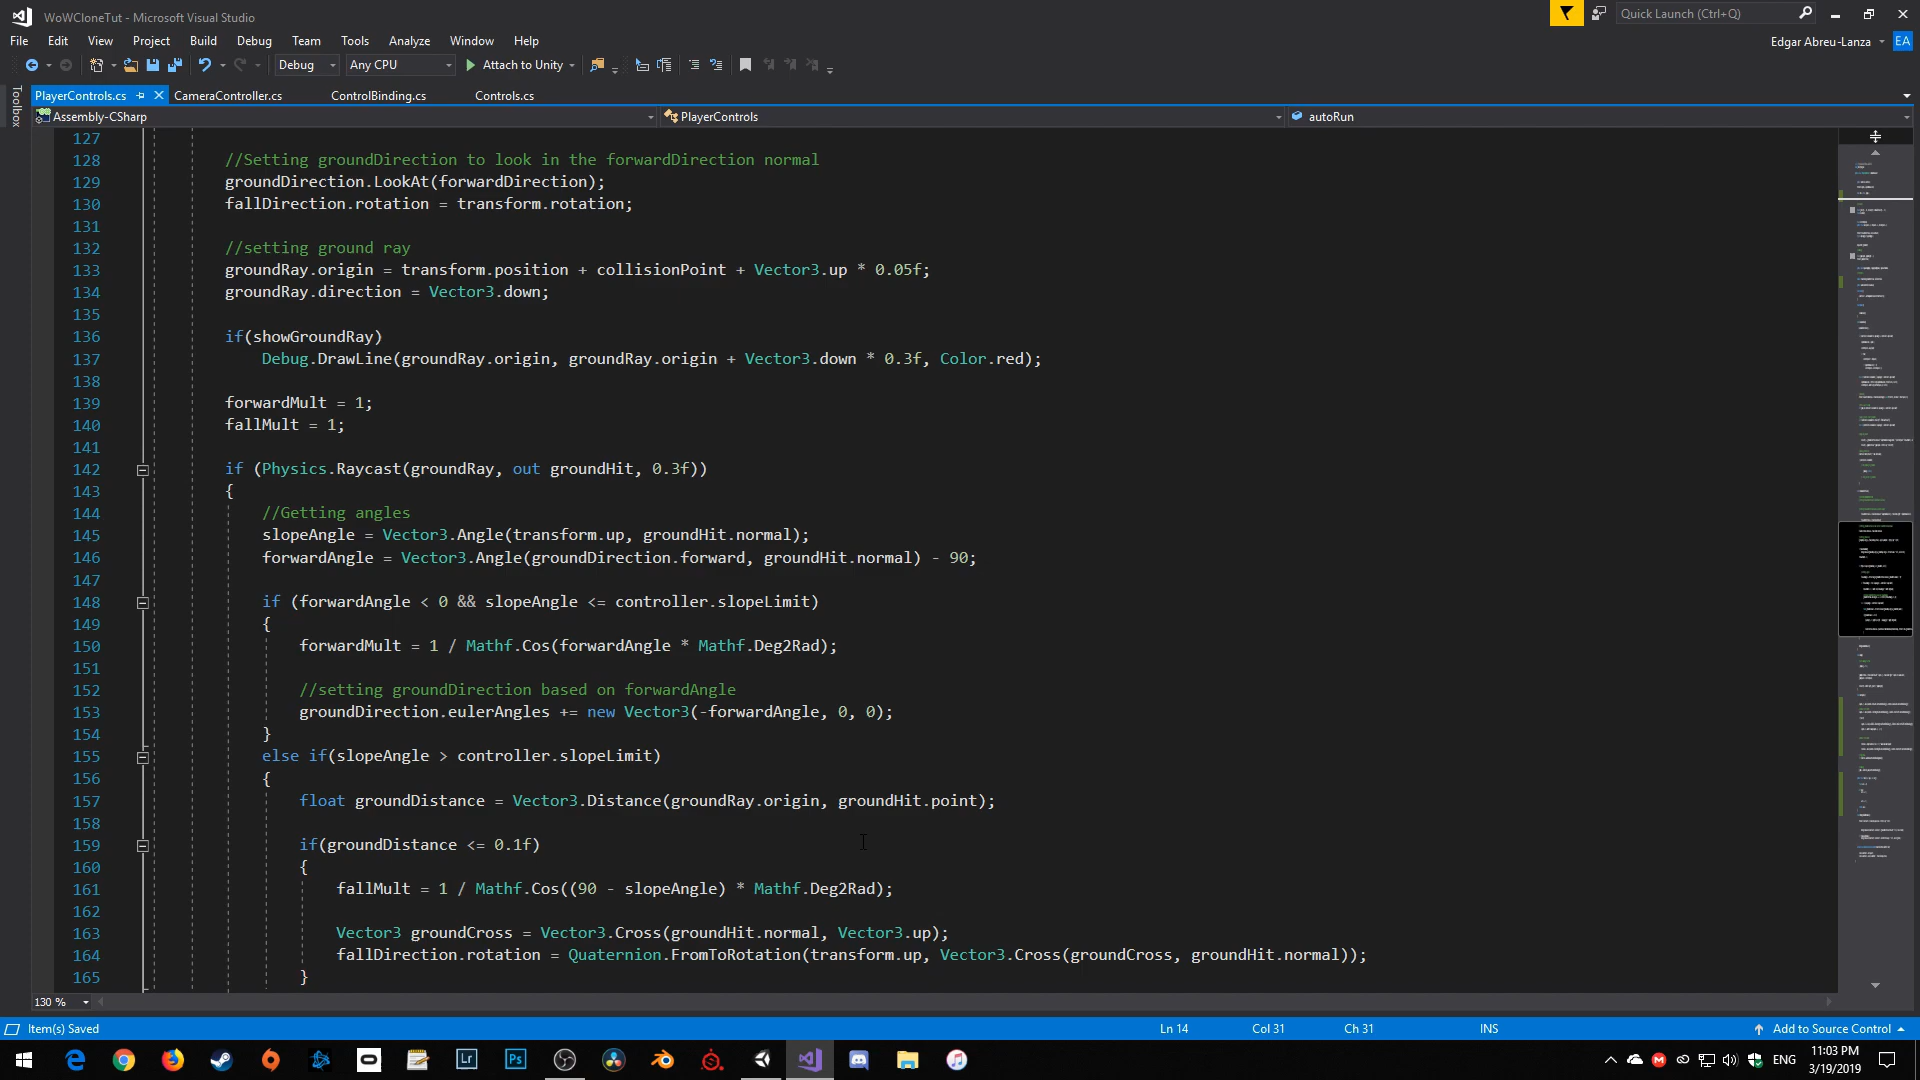 WoWCloneTut - Microsoft Visual Studio
Quick Launch (Ctrl+Q)
File Edit View Project Build Debug Team Tools Analyze Window Help
Edgar Abreu-Lanza EA
Debug Any CPU Attach to Unity
Toolbox
PlayerControls.cs CameraController.cs ControlBinding.cs Controls.cs
Assembly-CSharp PlayerControls autoRun
127
128 //Setting groundDirection to look in the forwardDirection normal
129 groundDirection.LookAt(forwardDirection);
130 fallDirection.rotation = transform.rotation;
131
132 //setting ground ray
133 groundRay.origin = transform.position + collisionPoint + Vector3.up * 0.05f;
134 groundRay.direction = Vector3.down;
135
136 if(showGroundRay)
137 Debug.DrawLine(groundRay.origin, groundRay.origin + Vector3.down * 0.3f, Color.red);
138
139 forwardMult = 1;
140 fallMult = 1;
141
142 if (Physics.Raycast(groundRay, out groundHit, 0.3f))
143 {
144 //Getting angles
145 slopeAngle = Vector3.Angle(transform.up, groundHit.normal);
146 forwardAngle = Vector3.Angle(groundDirection.forward, groundHit.normal) - 90;
147
148 if (forwardAngle < 0 && slopeAngle <= controller.slopeLimit)
149 {
150 forwardMult = 1 / Mathf.Cos(forwardAngle * Mathf.Deg2Rad);
151
152 //setting groundDirection based on forwardAngle
153 groundDirection.eulerAngles += new Vector3(-forwardAngle, 0, 0);
154 }
155 else if(slopeAngle > controller.slopeLimit)
156 {
157 float groundDistance = Vector3.Distance(groundRay.origin, groundHit.point);
158
159 if(groundDistance <= 0.1f)
160 {
161 fallMult = 1 / Mathf.Cos((90 - slopeAngle) * Mathf.Deg2Rad);
162
163 Vector3 groundCross = Vector3.Cross(groundHit.normal, Vector3.up);
164 fallDirection.rotation = Quaternion.FromToRotation(transform.up, Vector3.Cross(groundCross, groundHit.normal));
165 }
130 %
Item(s) Saved Ln 14 Col 31 Ch 31 INS Add to Source Control
Lr Ps ENG 11:03 PM
3/19/2019